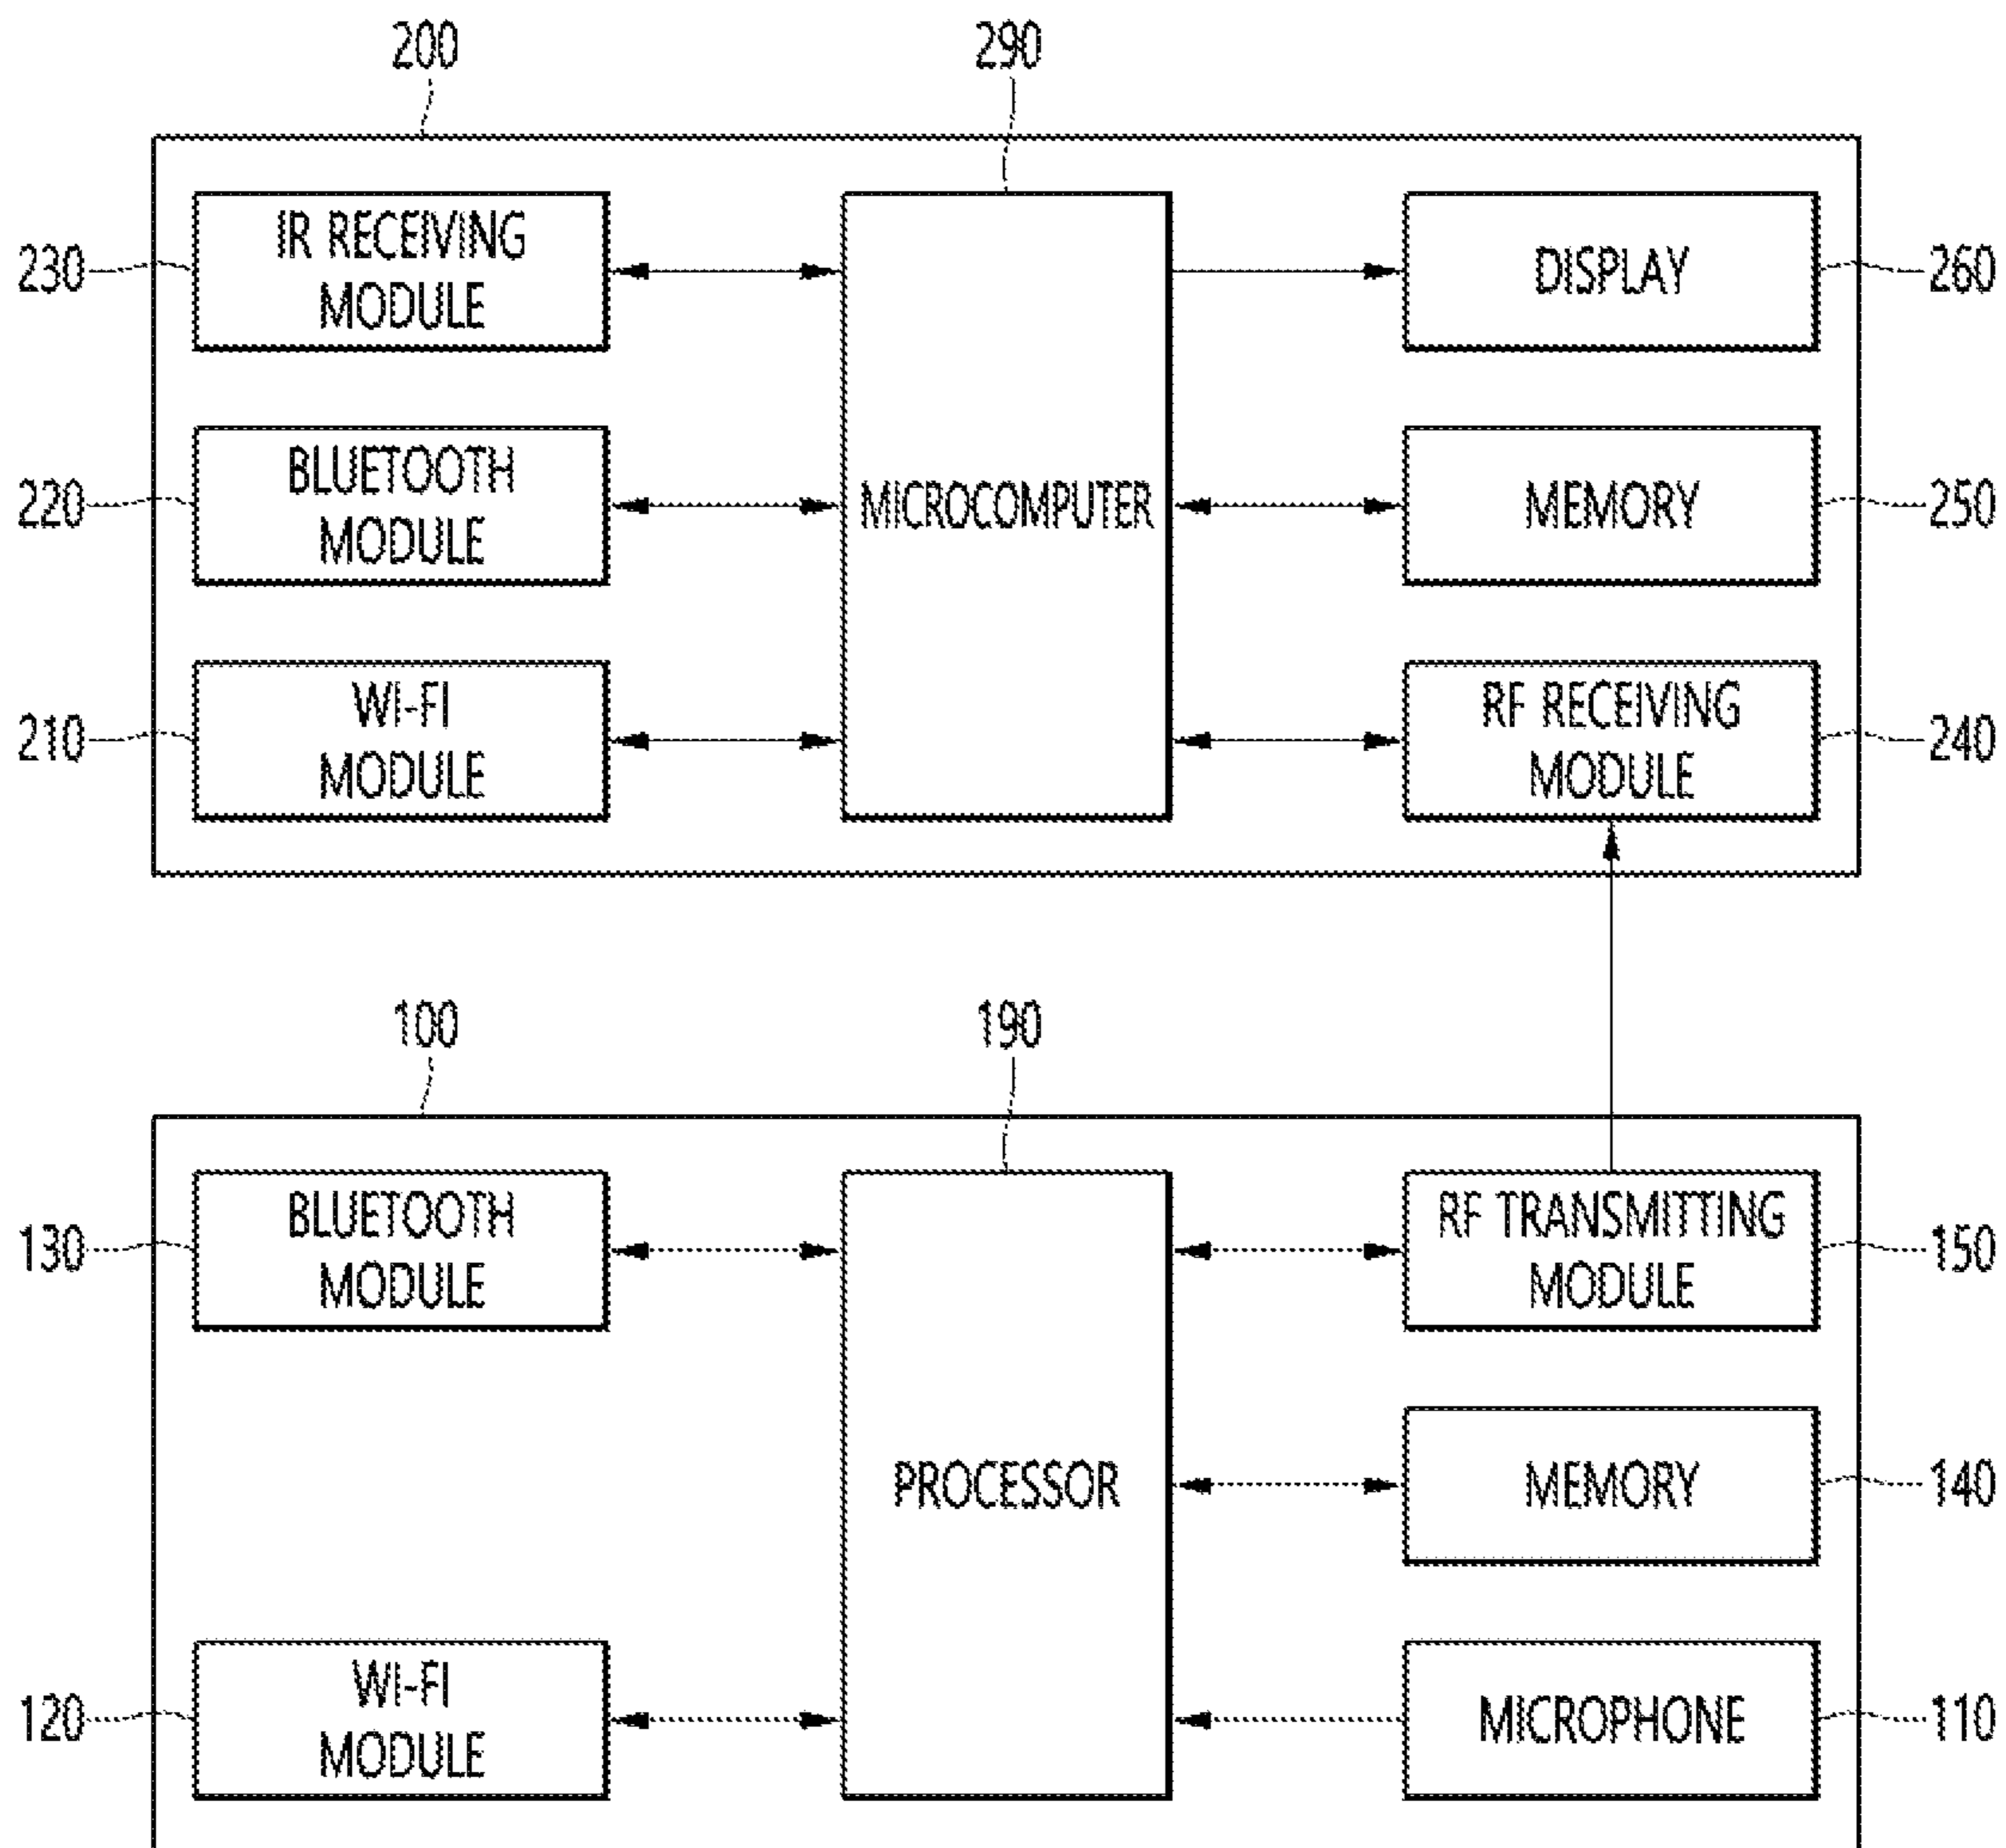 200
290
230
IR RECEIVING
MODULE
DISPLAY
260
220
BLUETOOTH
MODULE
MICROCOMPUTER
MEMORY
250
210
WI-FI
MODULE
RF RECEIVING
MODULE
240
100
190
130
BLUETOOTH
MODULE
RF TRANSMITTING
MODULE
150
PROCESSOR
MEMORY
140
120
WI-FI
MODULE
MICROPHONE
110